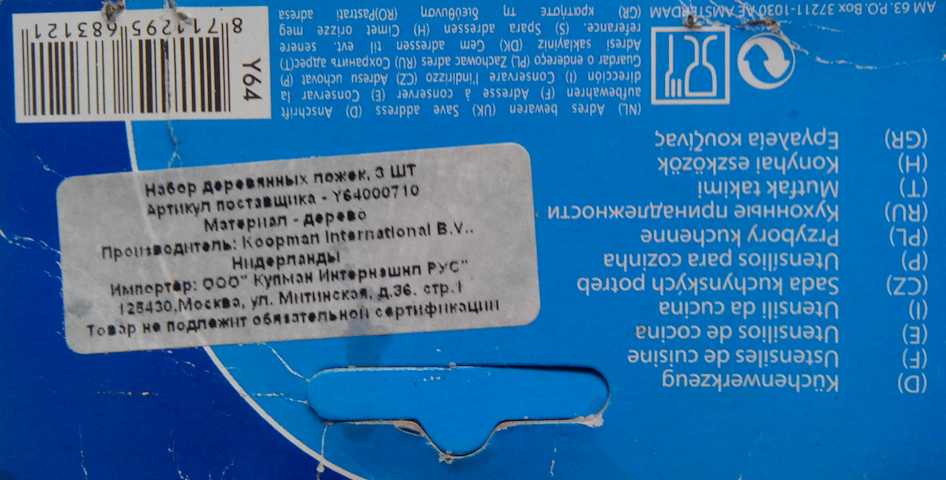 Набор деревянных ложек, 3 ШТ
Артикул поставщика - Y64000710
Материал - дерево
Производитель: Koopman International B.V..
Нидерланды
Импортер: ООО" Купман Интернэшнл РУС"
125430,Москва, ул. Митинская, д.36. стр.1
Товар не подлежит обязательной сертификации
(D) Küchenwerkzeug
(F) Ustensiles de cuisine
(E) Utensilios de cocina
(I) Utensili da cucina
(CZ) Sada kuchynskych potreb
(P) Utensílios para cozinha
(PL) Przybory kuchenne
(RU) Кухонные принадлежности
(T) Mutfak takimi
(H) Konyhai eszközök
(GR) Εργαλεία κουζίνας
(NL) Adres bewaren (UK) Save address (D) Anschrift
aufbewahren (F) Adresse à conserver (E) Conservar la
dirección (I) Conservare l'indirizzo (CZ) Adresu uchovat (P)
Guardar o endereço (PL) Zachowac adres (RU) Сохранить адрес(T)
Adresi saklayiniz (DK) Gem adressen til evt. senere
referance. (S) Spara adressen (H) Cimet orizze meg
(GR) κρατηστε τη διεύθυνση (RO)Pastrati adresa
AM 63, P.O. Box 37211-1030 AE AMSTERDAM
Y64
8 711295 683121